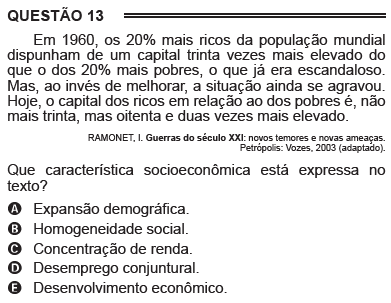 QUESTÃO 13
Em 1960, os 20% mais ricos da população mundial
dispunham de um capital trinta vezes mais elevado do
que o dos 20% mais pobres, o que já era escandaloso.
Mas, ao invés de melhorar, a situação ainda se agravou.
Hoje, o capital dos ricos em relação ao dos pobres é, não
mais trinta, mas oitenta e duas vezes mais elevado.
RAMONET, I. Guerras do século XXI: novos temores e novas ameaças.
Petrópolis: Vozes, 2003 (adaptado).
Que característica socioeconômica está expressa no
texto?
A Expansão demográfica.
B Homogeneidade social.
C Concentração de renda.
D Desemprego conjuntural.
E Desenvolvimento econômico.